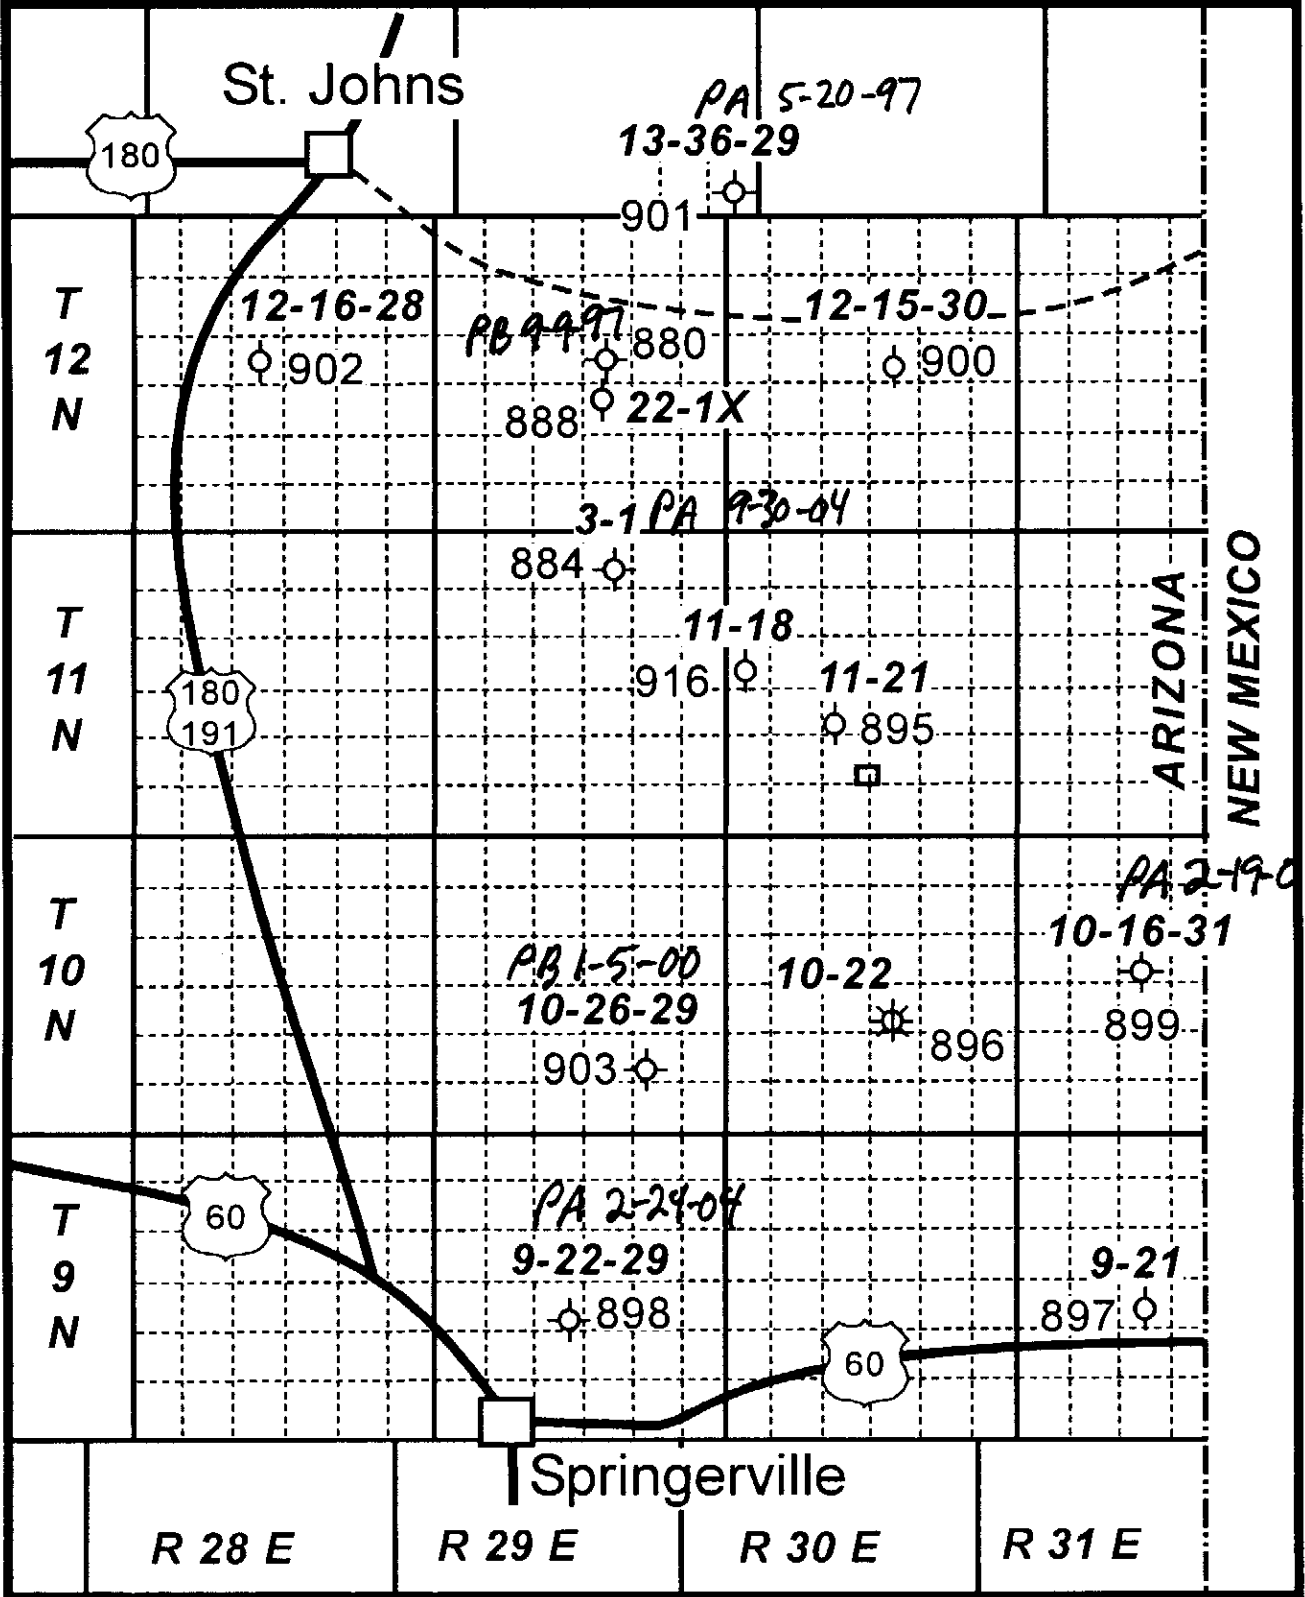 St. Johns
PA 5-20-97
180
13-36-29
901
T
12
N
12-16-28
902
PB 9-9-97
880
888
22-1X
12-15-30
900
3-1 PA 9-30-04
884
T
11
N
11-18
916
11-21
895
180
191
ARIZONA
NEW MEXICO
T
10
N
PA 2-19-0
10-16-31
899
PB 1-5-00
10-26-29
903
10-22
896
T
9
N
60
PA 2-24-04
9-22-29
898
9-21
897
60
Springerville
R 28 E
R 29 E
R 30 E
R 31 E